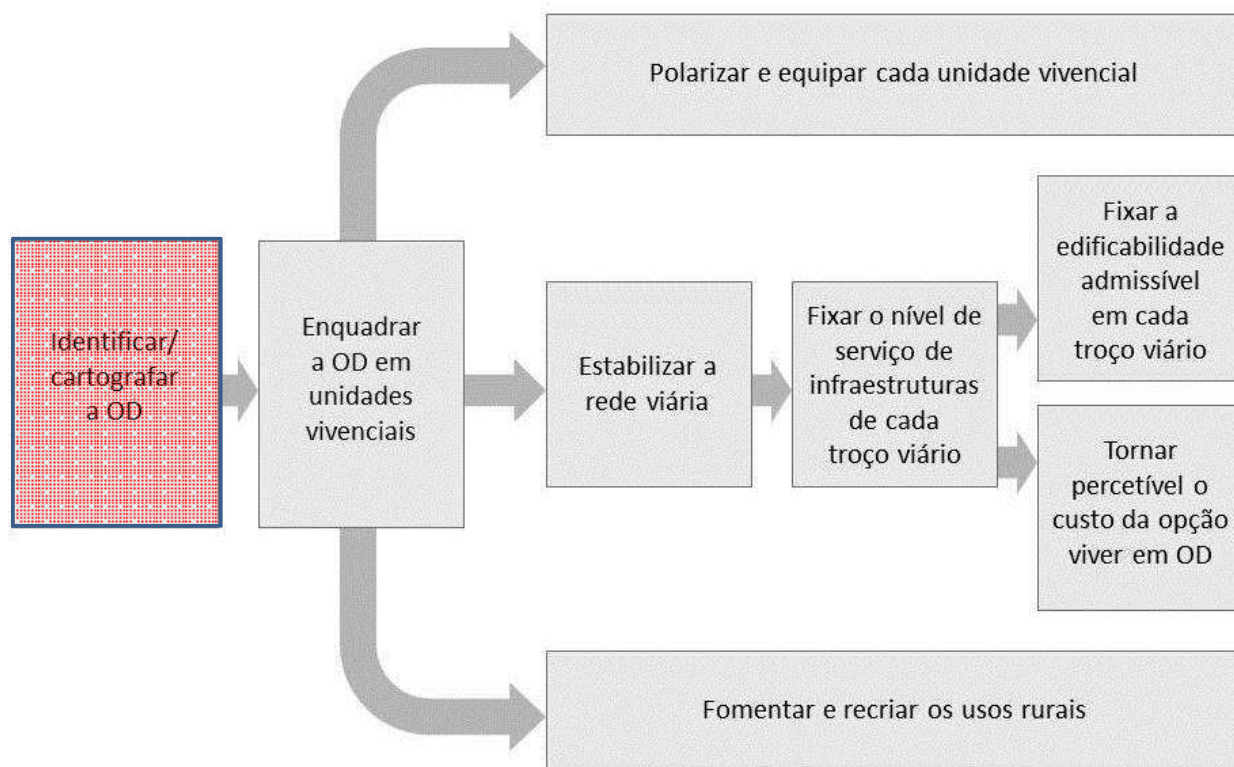 Polarizar e equipar cada unidade vivencial
Identificar/
cartografar
a OD
Enquadrar
a OD em
unidades
vivenciais
Estabilizar a
rede viária
Fixar o nível de
serviço de
infraestruturas
de cada
troço viário
Fixar a
edificabilidade
admissível
em cada
troço viário
Tornar
percetível o
custo da opção
viver em OD
Fomentar e recriar os usos rurais